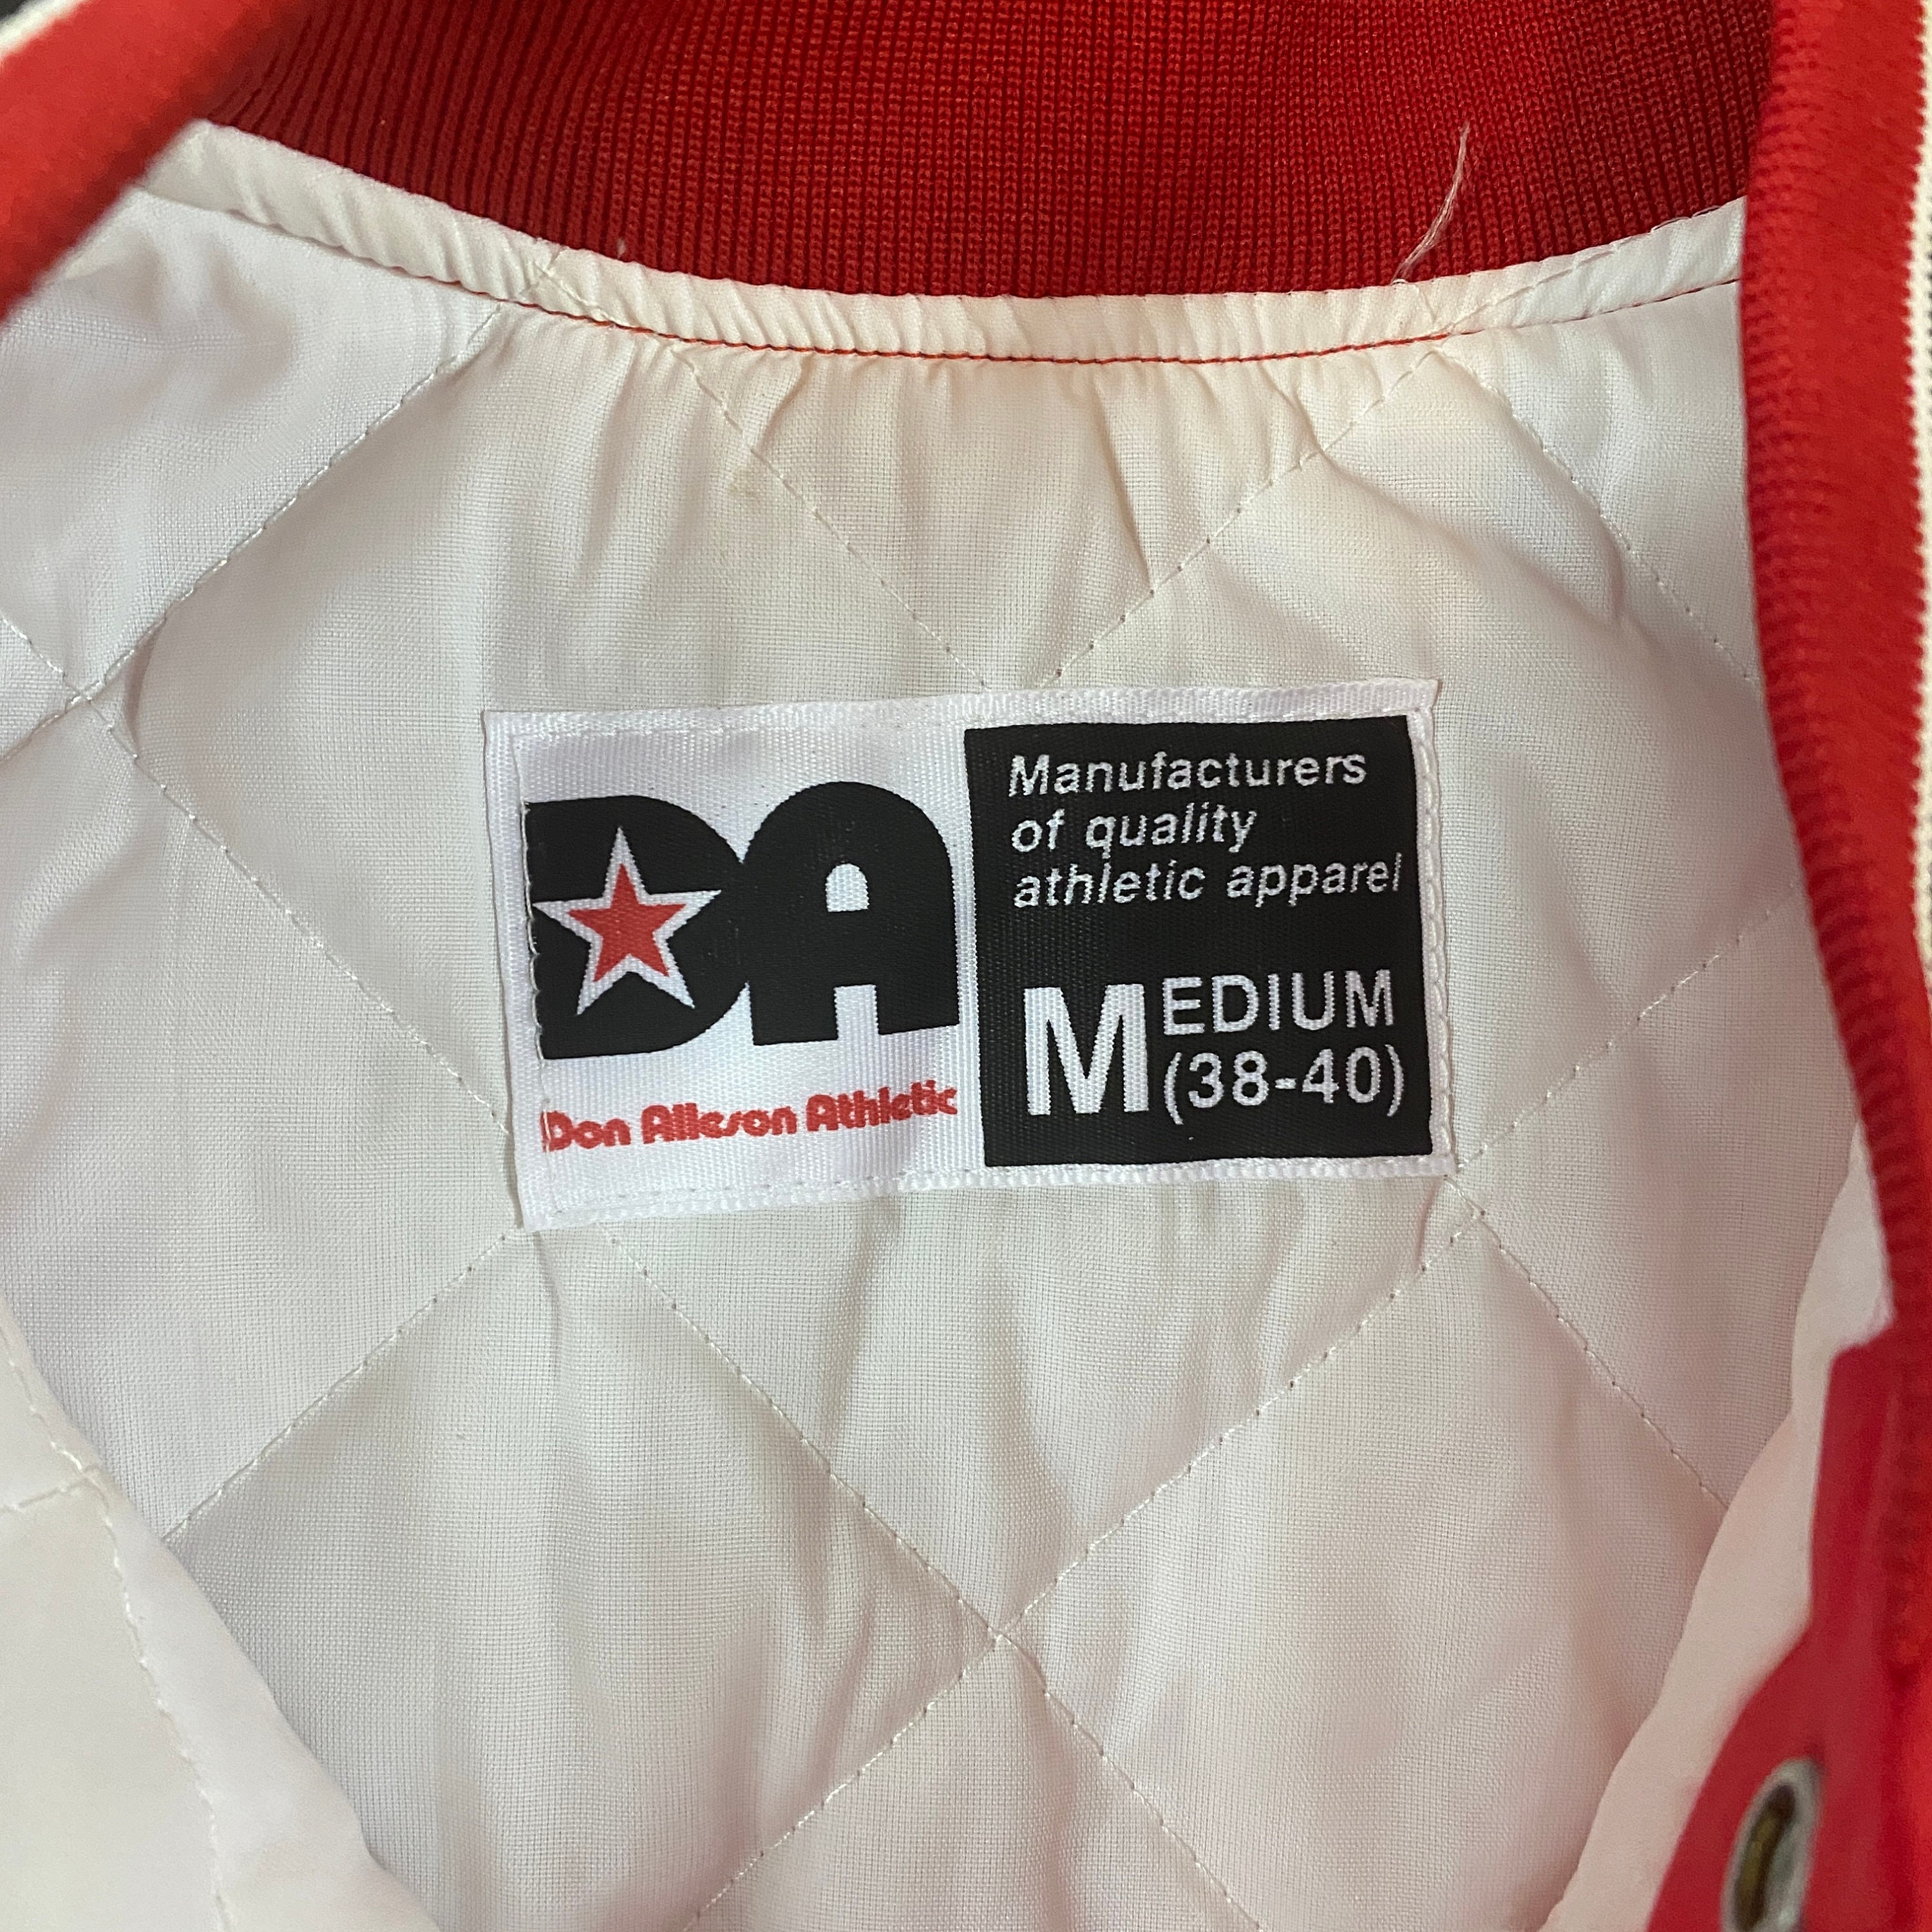 DA
Don Alleson Athletic
Manufacturers
of quality
athletic apparel
MEDIUM
(38-40)